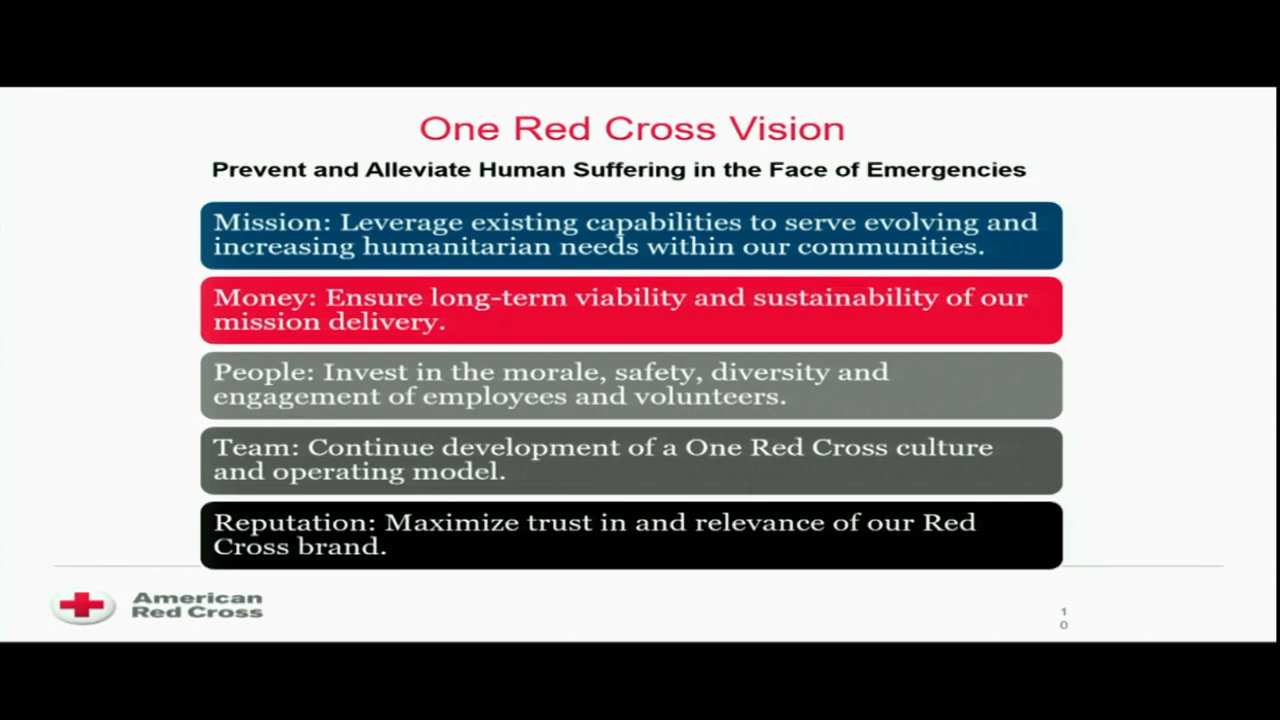 One Red Cross Vision
Prevent and Alleviate Human Suffering in the Face of Emergencies
Mission: Leverage existing capabilities to serve evolving and
increasing humanitarian needs within our communities.
Money: Ensure long-term viability and sustainability of our
mission delivery.
People: Invest in the morale, safety, diversity and
engagement of employees and volunteers.
Team: Continue development of a One Red Cross culture
and operating model.
Reputation: Maximize trust in and relevance of our Red
Cross brand.
American
Red Cross
1
0